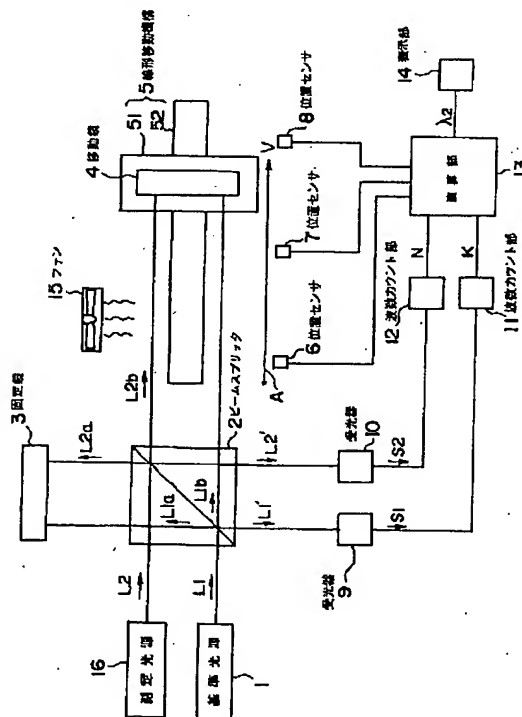 3 固定鏡
15 ファン
4 移動鏡
51
52
5 線形移動機構
L2a
L2b
16
測定光源
L2
L1a
L1b
2 ビームスプリッタ
基準光源
L1
1
L1'
L2'
A
V
6 位置センサ
7 位置センサ
8 位置センサ
受光器
9
受光器
10
S1
S2
12 波数カウント部
11 波数カウント部
N
K
演算部
13
λ2
14 表示部